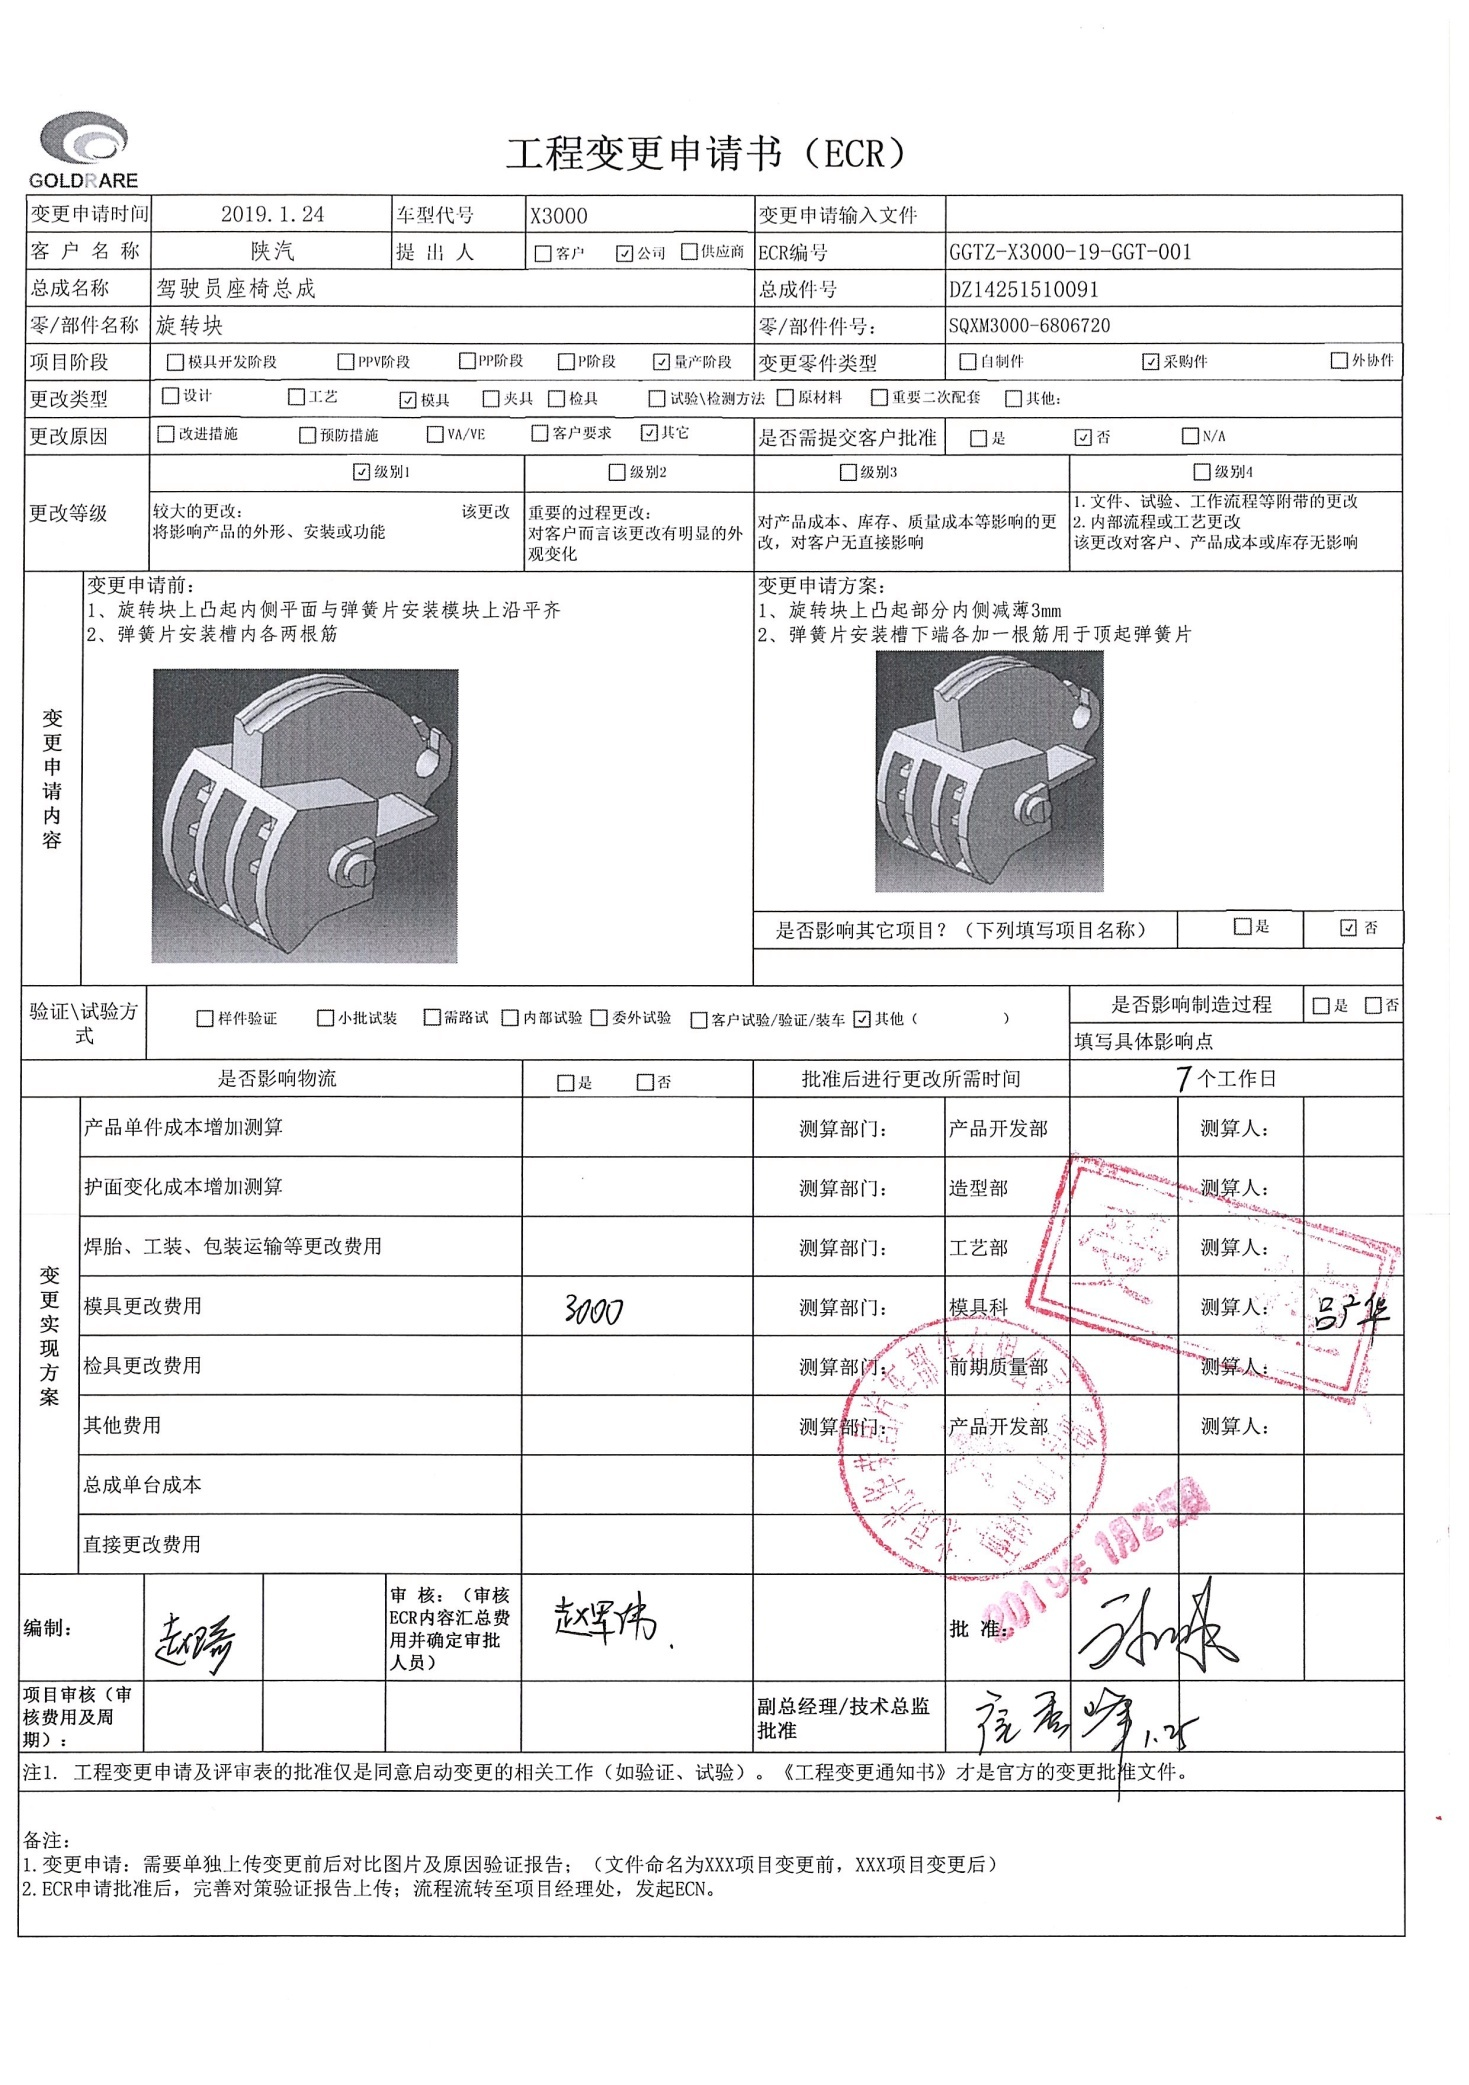 GOLDRARE
工程变更申请书（ECR）
变更申请时间 2019.1.24 车型代号 X3000 变更申请输入文件
客户名称 陕汽 提出人 □客户 ☑公司 □供应商 ECR编号 GGTZ-X3000-19-GGT-001
总成名称 驾驶员座椅总成 总成件号 DZ14251510091
零/部件名称 旋转块 零/部件件号： SQXM3000-6806720
项目阶段 □模具开发阶段 □PPV阶段 □PP阶段 □P阶段 ☑量产阶段 变更零件类型 □自制件 ☑采购件 □外协件
更改类型 □设计 □工艺 ☑模具 □夹具 □检具 □试验\检测方法 □原材料 □重要二次配套 □其他：
更改原因 □改进措施 □预防措施 □VA/VE □客户要求 ☑其它 是否需提交客户批准 □是 ☑否 □N/A
更改等级 ☑级别1 □级别2 □级别3 □级别4
较大的更改： 该更改
将影响产品的外形、安装或功能
重要的过程更改：
对客户而言该更改有明显的外
观变化
对产品成本、库存、质量成本等影响的更
改，对客户无直接影响
1.文件、试验、工作流程等附带的更改
2.内部流程或工艺更改
该更改对客户、产品成本或库存无影响
变更申请内容
变更申请前：
1、旋转块上凸起内侧平面与弹簧片安装模块上沿平齐
2、弹簧片安装槽内各两根筋
变更申请方案：
1、旋转块上凸起部分内侧减薄3mm
2、弹簧片安装槽下端各加一根筋用于顶起弹簧片
是否影响其它项目？（下列填写项目名称） □是 ☑否
验证\试验方
式
□样件验证 □小批试装 □需路试 □内部试验 □委外试验 □客户试验/验证/装车 ☑其他（ ）
是否影响制造过程 □是 □否
填写具体影响点
是否影响物流 □是 □否 批准后进行更改所需时间 7个工作日
变更实现方案
产品单件成本增加测算 测算部门： 产品开发部 测算人：
护面变化成本增加测算 测算部门： 造型部 测算人：
焊胎、工装、包装运输等更改费用 测算部门： 工艺部 测算人：
模具更改费用 3000 测算部门： 模具科 测算人： 吕广华
检具更改费用 测算部门： 前期质量部 测算人：
其他费用 测算部门： 产品开发部 测算人：
总成单台成本
直接更改费用
2019年1月25日
编制：
审 核：（审核
ECR内容汇总费
用并确定审批
人员）
赵军伟
批 准：
项目审核（审
核费用及周
期）：
副总经理/技术总监
批准
1.25
注1. 工程变更申请及评审表的批准仅是同意启动变更的相关工作（如验证、试验）。《工程变更通知书》才是官方的变更批准文件。
备注：
1.变更申请：需要单独上传变更前后对比图片及原因验证报告；（文件命名为XXX项目变更前，XXX项目变更后）
2.ECR申请批准后，完善对策验证报告上传；流程流转至项目经理处，发起ECN。